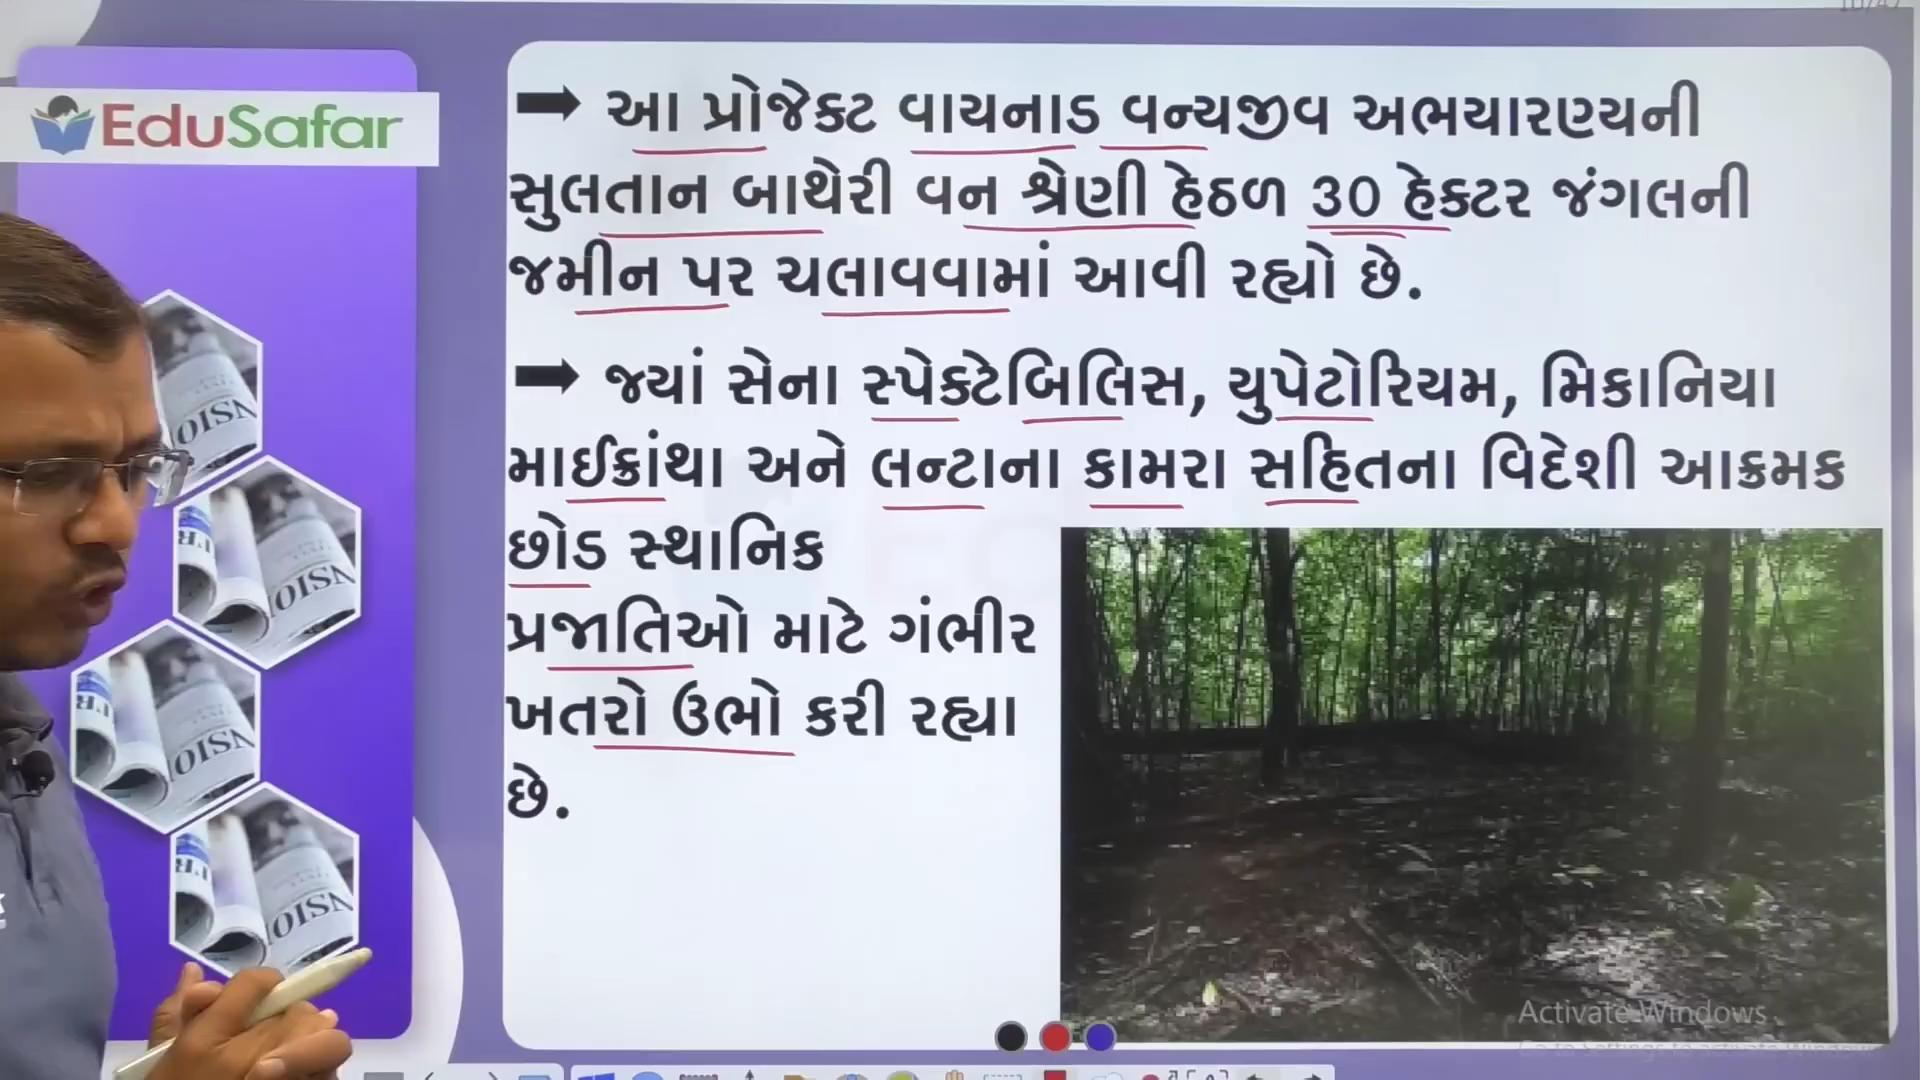 EduSafar
➡ આ પ્રોજેક્ટ વાયનાડ વન્યજીવ અભયારણ્યની
સુલતાન બાથેરી વન શ્રેણી હેઠળ 30 હેક્ટર જંગલની
જમીન પર ચલાવવામાં આવી રહ્યો છે.
➡ જ્યાં સેના સ્પેક્ટેબિલિસ, યુપેટોરિયમ, મિકાનિયા
માઈક્રાંથા અને લન્ટાના કામરા સહિતના વિદેશી આક્રમક
છોડ સ્થાનિક
પ્રજાતિઓ માટે ગંભીર
ખતરો ઉભો કરી રહ્યા
છે.
Activate Windows